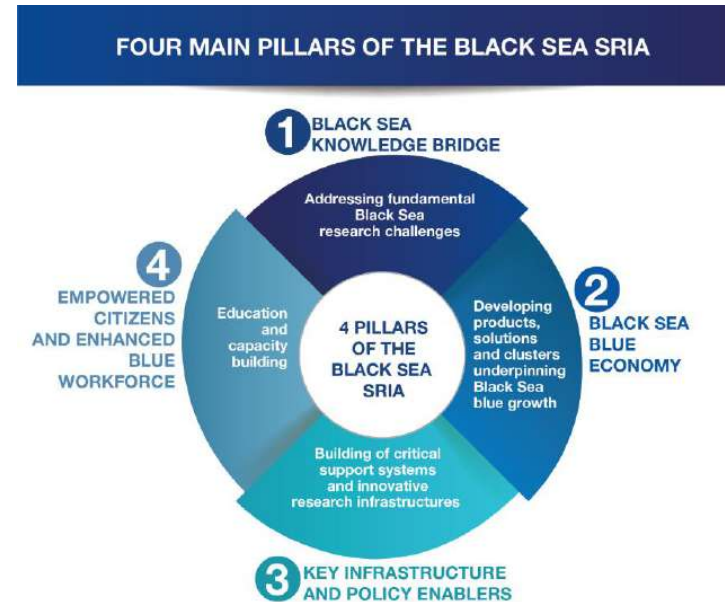 FOUR MAIN PILLARS OF THE BLACK SEA SRIA
1 BLACK SEA
KNOWLEDGE BRIDGE
Addressing fundamental
Black Sea
research challenges
2
BLACK SEA
BLUE
ECONOMY
Developing
products,
solutions
and clusters
underpinning
Black Sea
blue growth
3 KEY INFRASTRUCTURE
AND POLICY ENABLERS
Building of critical
support systems
and innovative
research infrastructures
4
EMPOWERED
CITIZENS
AND ENHANCED
BLUE
WORKFORCE
Education
and
capacity
building
4 PILLARS
OF THE
BLACK SEA
SRIA